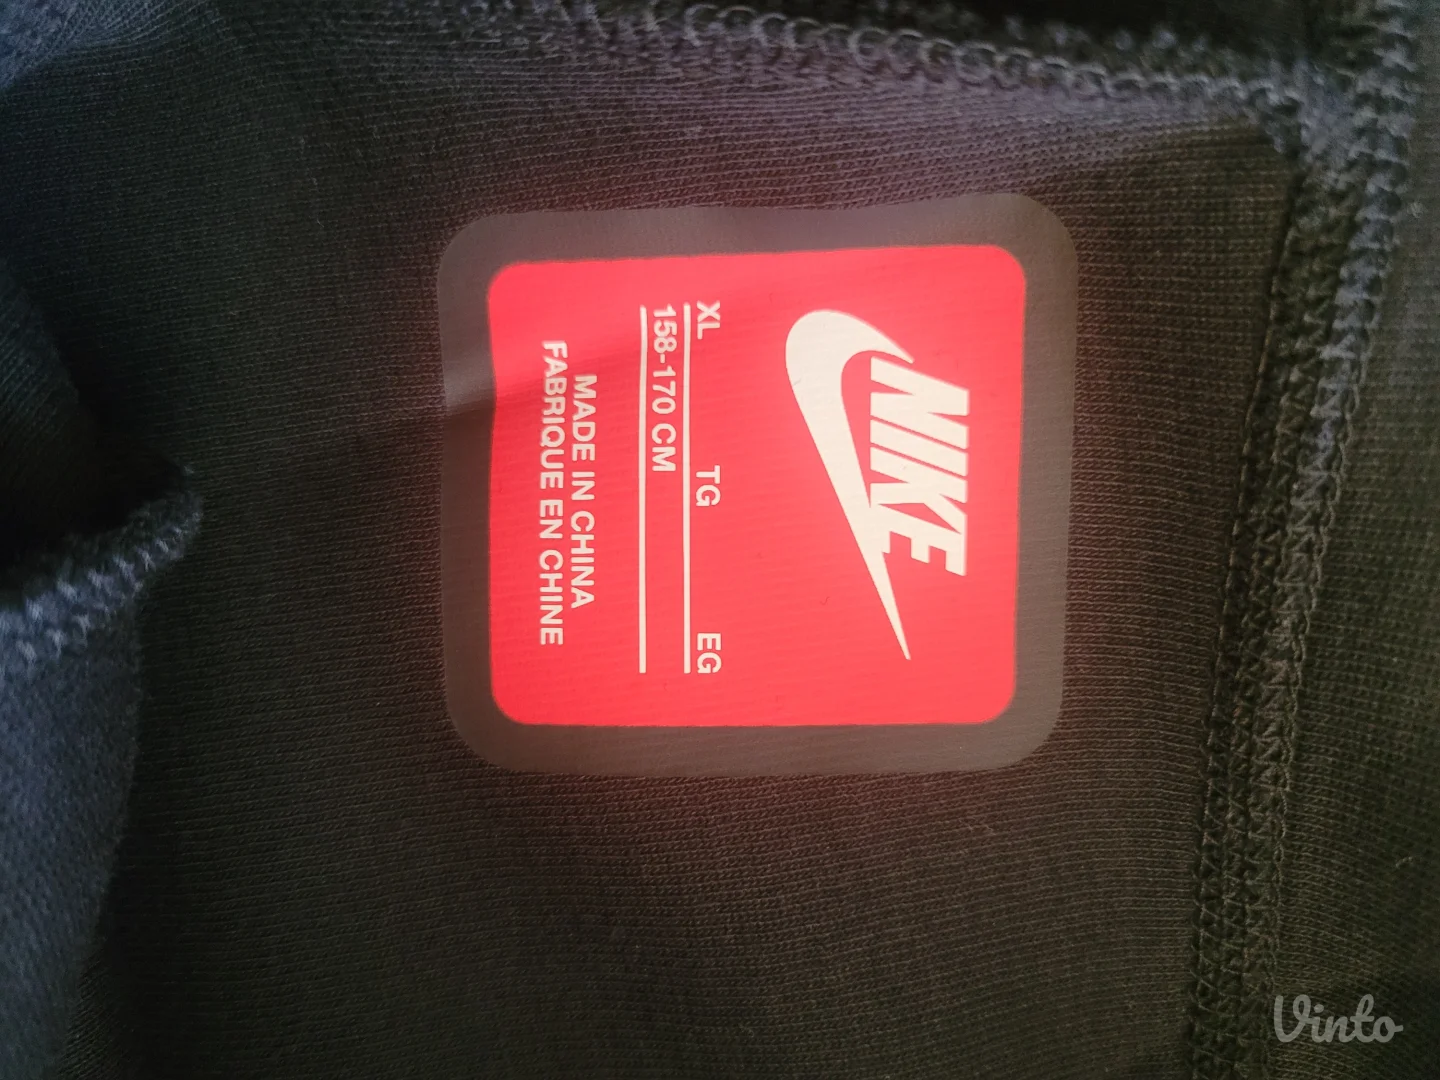 NIKE
XL TG EG
158-170 CM
MADE IN CHINA
FABRIQUE EN CHINE
Vinto